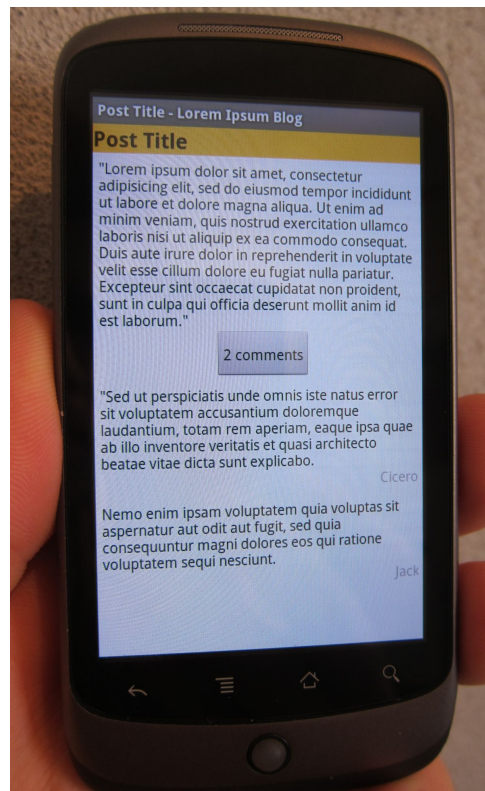 Post Title - Lorem Ipsum Blog
Post Title
"Lorem ipsum dolor sit amet, consectetur
adipisicing elit, sed do eiusmod tempor incididunt
ut labore et dolore magna aliqua. Ut enim ad
minim veniam, quis nostrud exercitation ullamco
laboris nisi ut aliquip ex ea commodo consequat.
Duis aute irure dolor in reprehenderit in voluptate
velit esse cillum dolore eu fugiat nulla pariatur.
Excepteur sint occaecat cupidatat non proident,
sunt in culpa qui officia deserunt mollit anim id
est laborum."
2 comments
"Sed ut perspiciatis unde omnis iste natus error
sit voluptatem accusantium doloremque
laudantium, totam rem aperiam, eaque ipsa quae
ab illo inventore veritatis et quasi architecto
beatae vitae dicta sunt explicabo.
Cicero
Nemo enim ipsam voluptatem quia voluptas sit
aspernatur aut odit aut fugit, sed quia
consequuntur magni dolores eos qui ratione
voluptatem sequi nesciunt.
Jack